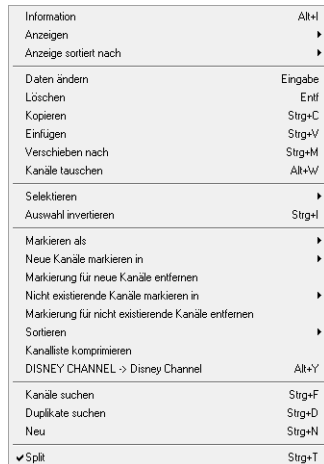 Information Alt+I
Anzeigen
Anzeige sortiert nach
Daten ändern Eingabe
Löschen Entf
Kopieren Strg+C
Einfügen Strg+V
Verschieben nach Strg+M
Kanäle tauschen Alt+W
Selektieren
Auswahl invertieren Strg+I
Markieren als
Neue Kanäle markieren in
Markierung für neue Kanäle entfernen
Nicht existierende Kanäle markieren in
Markierung für nicht existierende Kanäle entfernen
Sortieren
Kanalliste komprimieren
DISNEY CHANNEL -> Disney Channel Alt+Y
Kanäle suchen Strg+F
Duplikate suchen Strg+D
Neu Strg+N
Split Strg+T